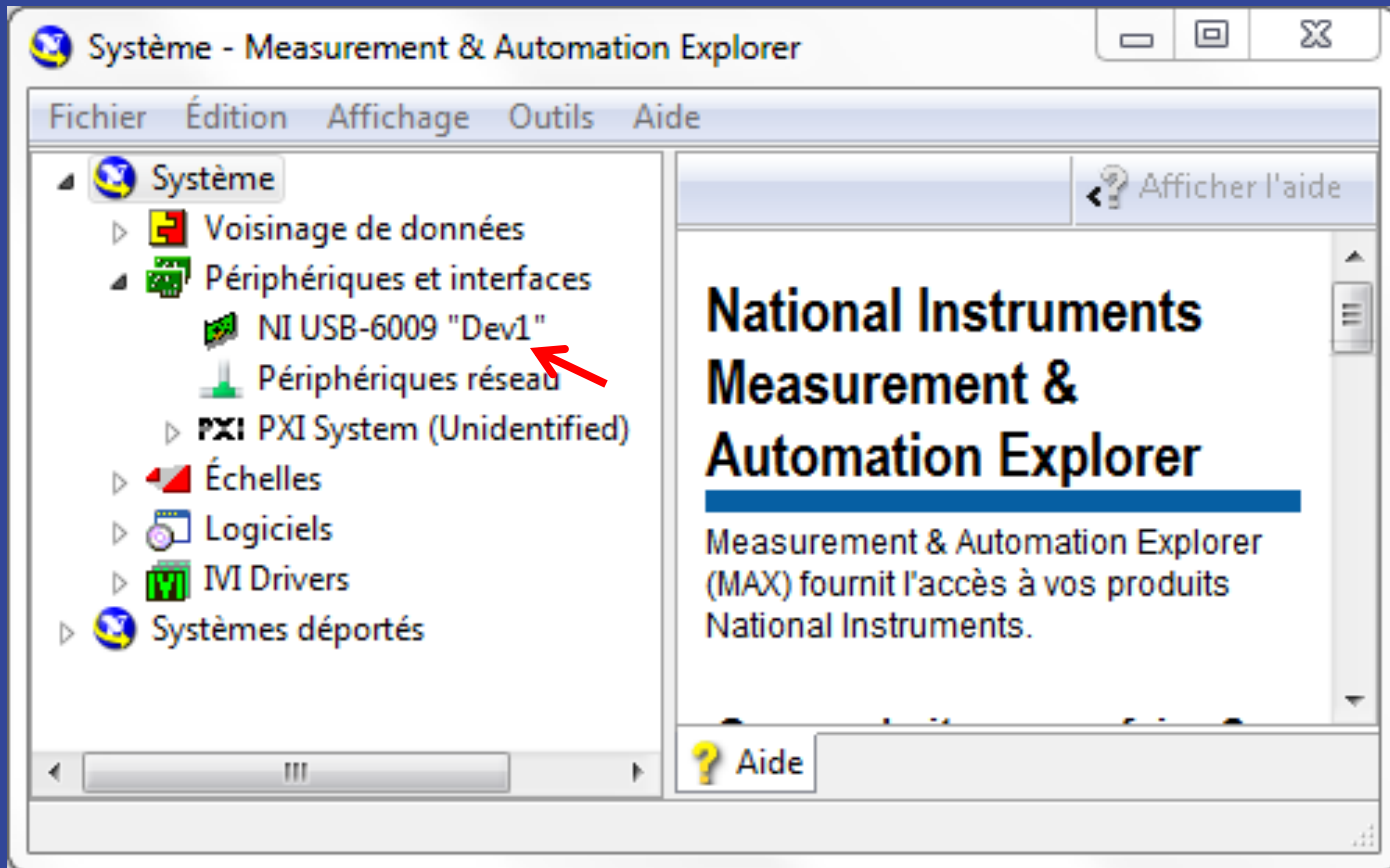 Système - Measurement & Automation Explorer
Fichier Édition Affichage Outils Aide
Système
Voisinage de données
Périphériques et interfaces
NI USB-6009 "Dev1"
Périphériques réseau
PXI PXI System (Unidentified)
Échelles
Logiciels
IVI Drivers
Systèmes déportés
Afficher l'aide
National Instruments
Measurement &
Automation Explorer
Measurement & Automation Explorer
(MAX) fournit l'accès à vos produits
National Instruments.
Aide